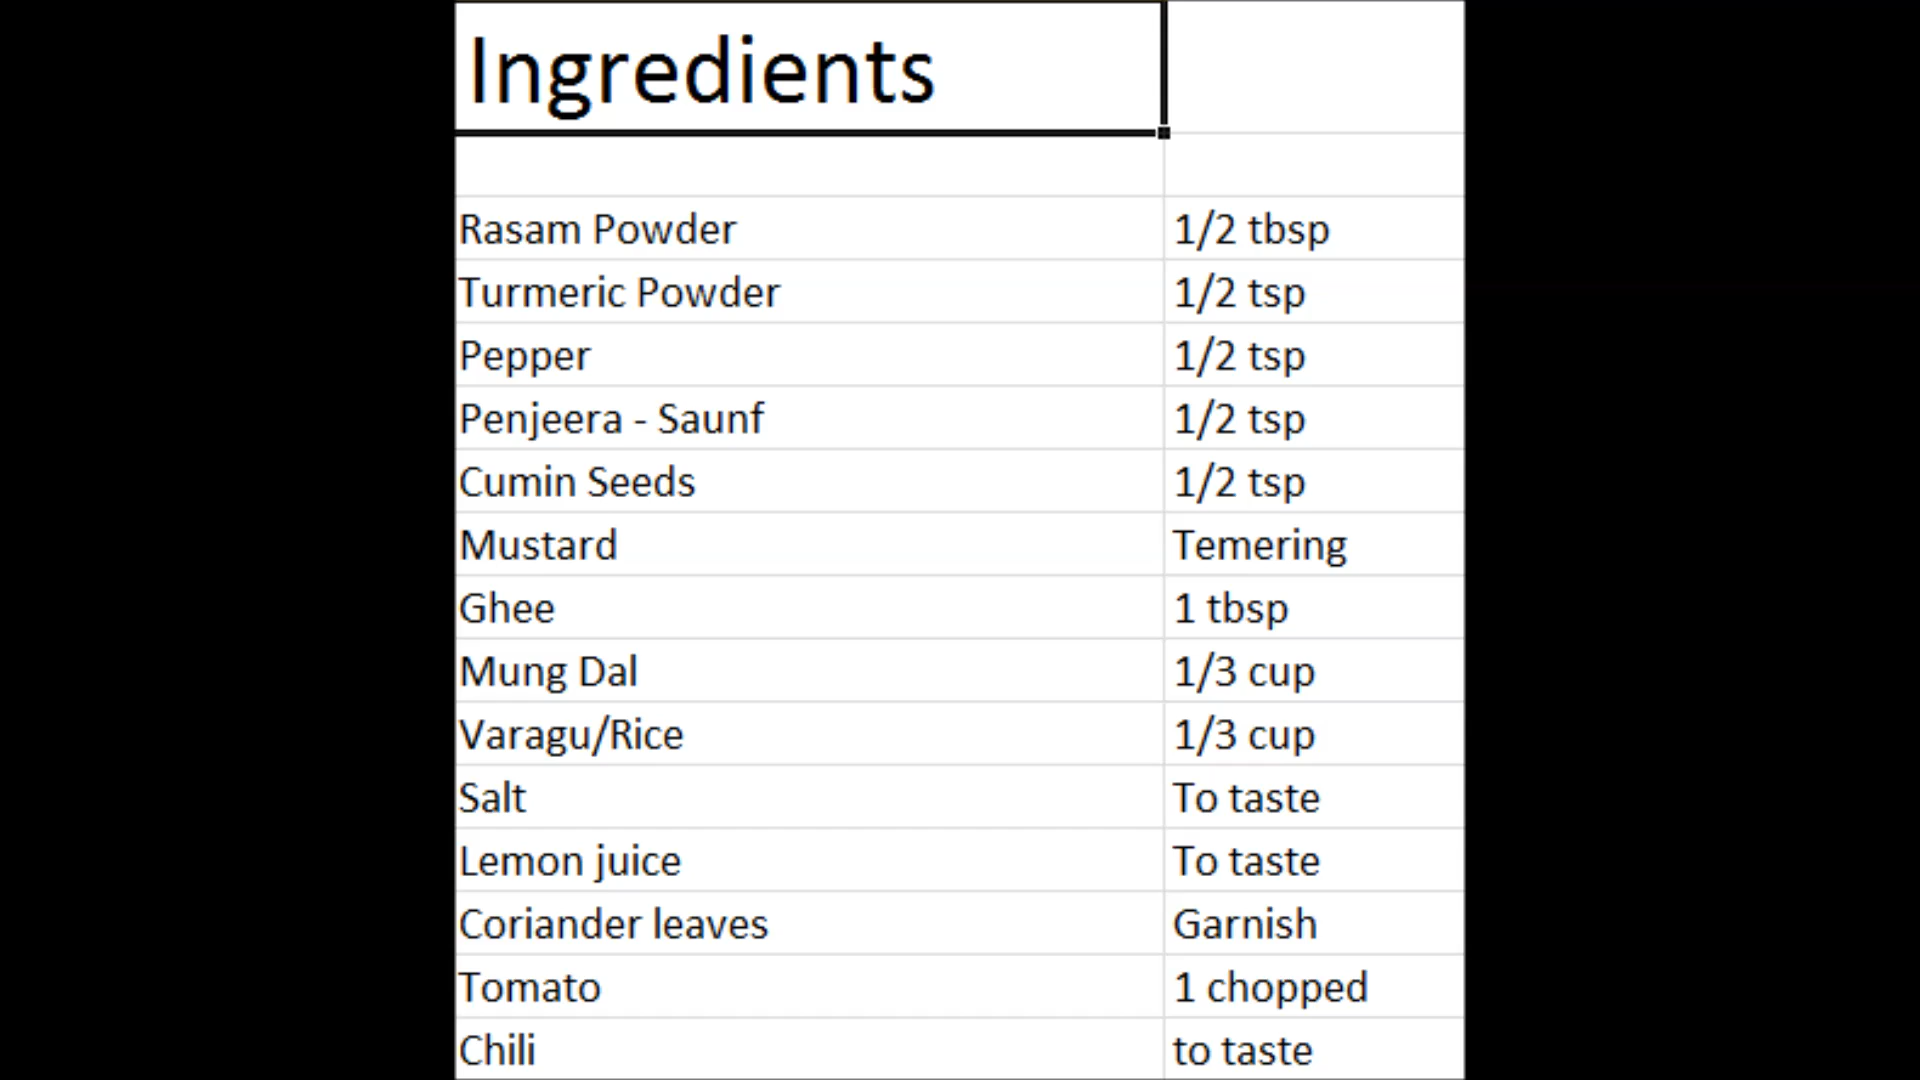 Ingredients
Rasam Powder 1/2 tbsp
Turmeric Powder 1/2 tsp
Pepper 1/2 tsp
Penjeera - Saunf 1/2 tsp
Cumin Seeds 1/2 tsp
Mustard Temering
Ghee 1 tbsp
Mung Dal 1/3 cup
Varagu/Rice 1/3 cup
Salt To taste
Lemon juice To taste
Coriander leaves Garnish
Tomato 1 chopped
Chili to taste